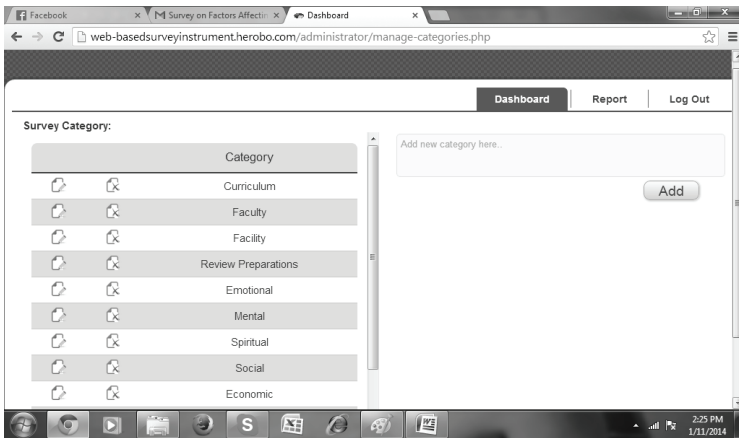 Facebook
Survey on Factors Affectin
Dashboard
web-basedsurveyinstrument.herobo.com/administrator/manage-categories.php
Dashboard
Report
Log Out
Survey Category:
Add new category here..
Add
Category
Curriculum
Faculty
Facility
Review Preparations
Emotional
Mental
Spiritual
Social
Economic
2:25 PM
1/11/2014